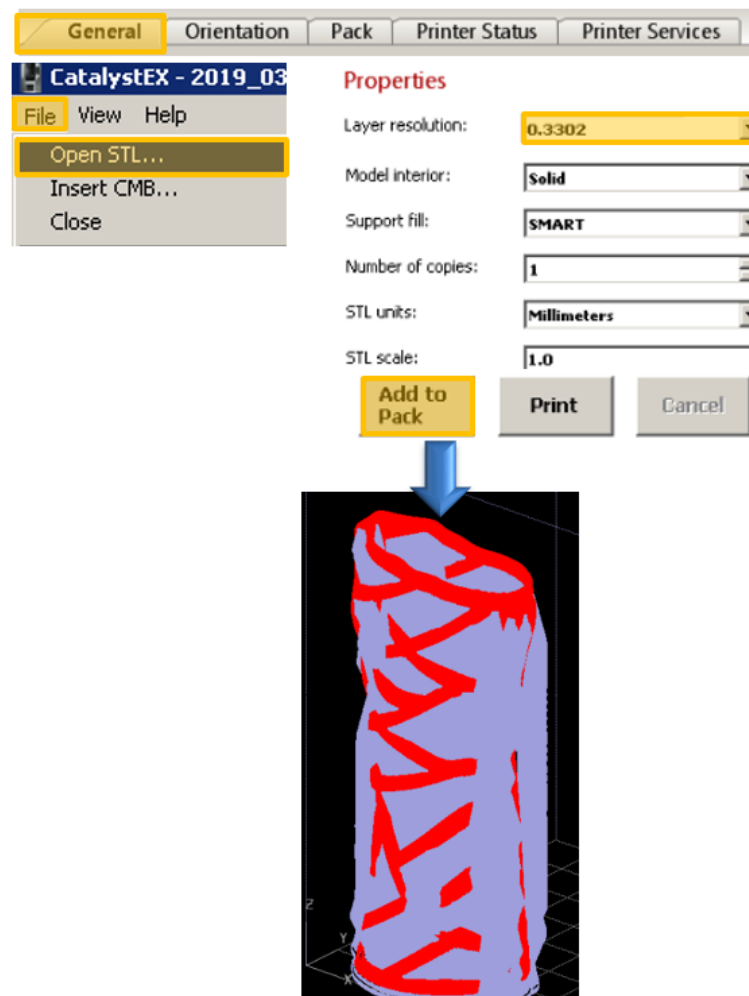 General Orientation Pack Printer Status Printer Services
CatalystEX - 2019_03
File View Help
Open STL...
Insert CMB...
Close
Properties
Layer resolution: 0.3302
Model interior: Solid
Support fill: SMART
Number of copies: 1
STL units: Millimeters
STL scale: 1.0
Add to
Pack
Print Cancel
Z
Y
X